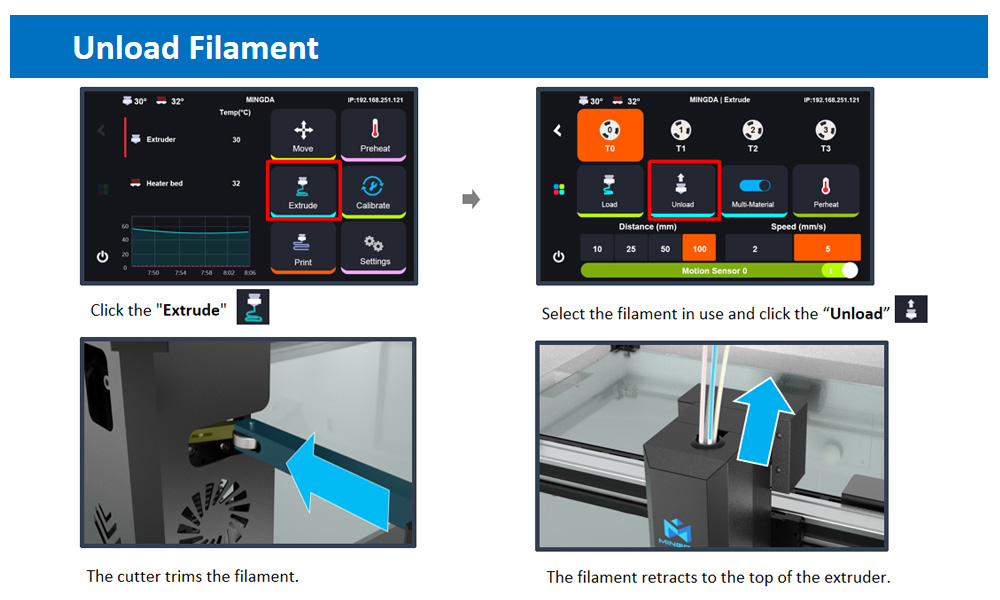 Unload Filament
30° 32° MINGDA IP:192.168.251.121
Temp(°C)
Extruder 30
Heater bed 32
Move
Preheat
Extrude
Calibrate
Print
Settings
60
40
20
0
7:50 7:54 7:58 8:02 8:06
30° 32° MINGDA | Extrude IP:192.168.251.121
0 1 2 3
T0 T1 T2 T3
Load Unload Multi-Material Perheat
Distance (mm) Speed (mm/s)
10 25 50 100 2 5
Motion Sensor 0
Click the "Extrude"
Select the filament in use and click the “Unload”
The cutter trims the filament.
The filament retracts to the top of the extruder.